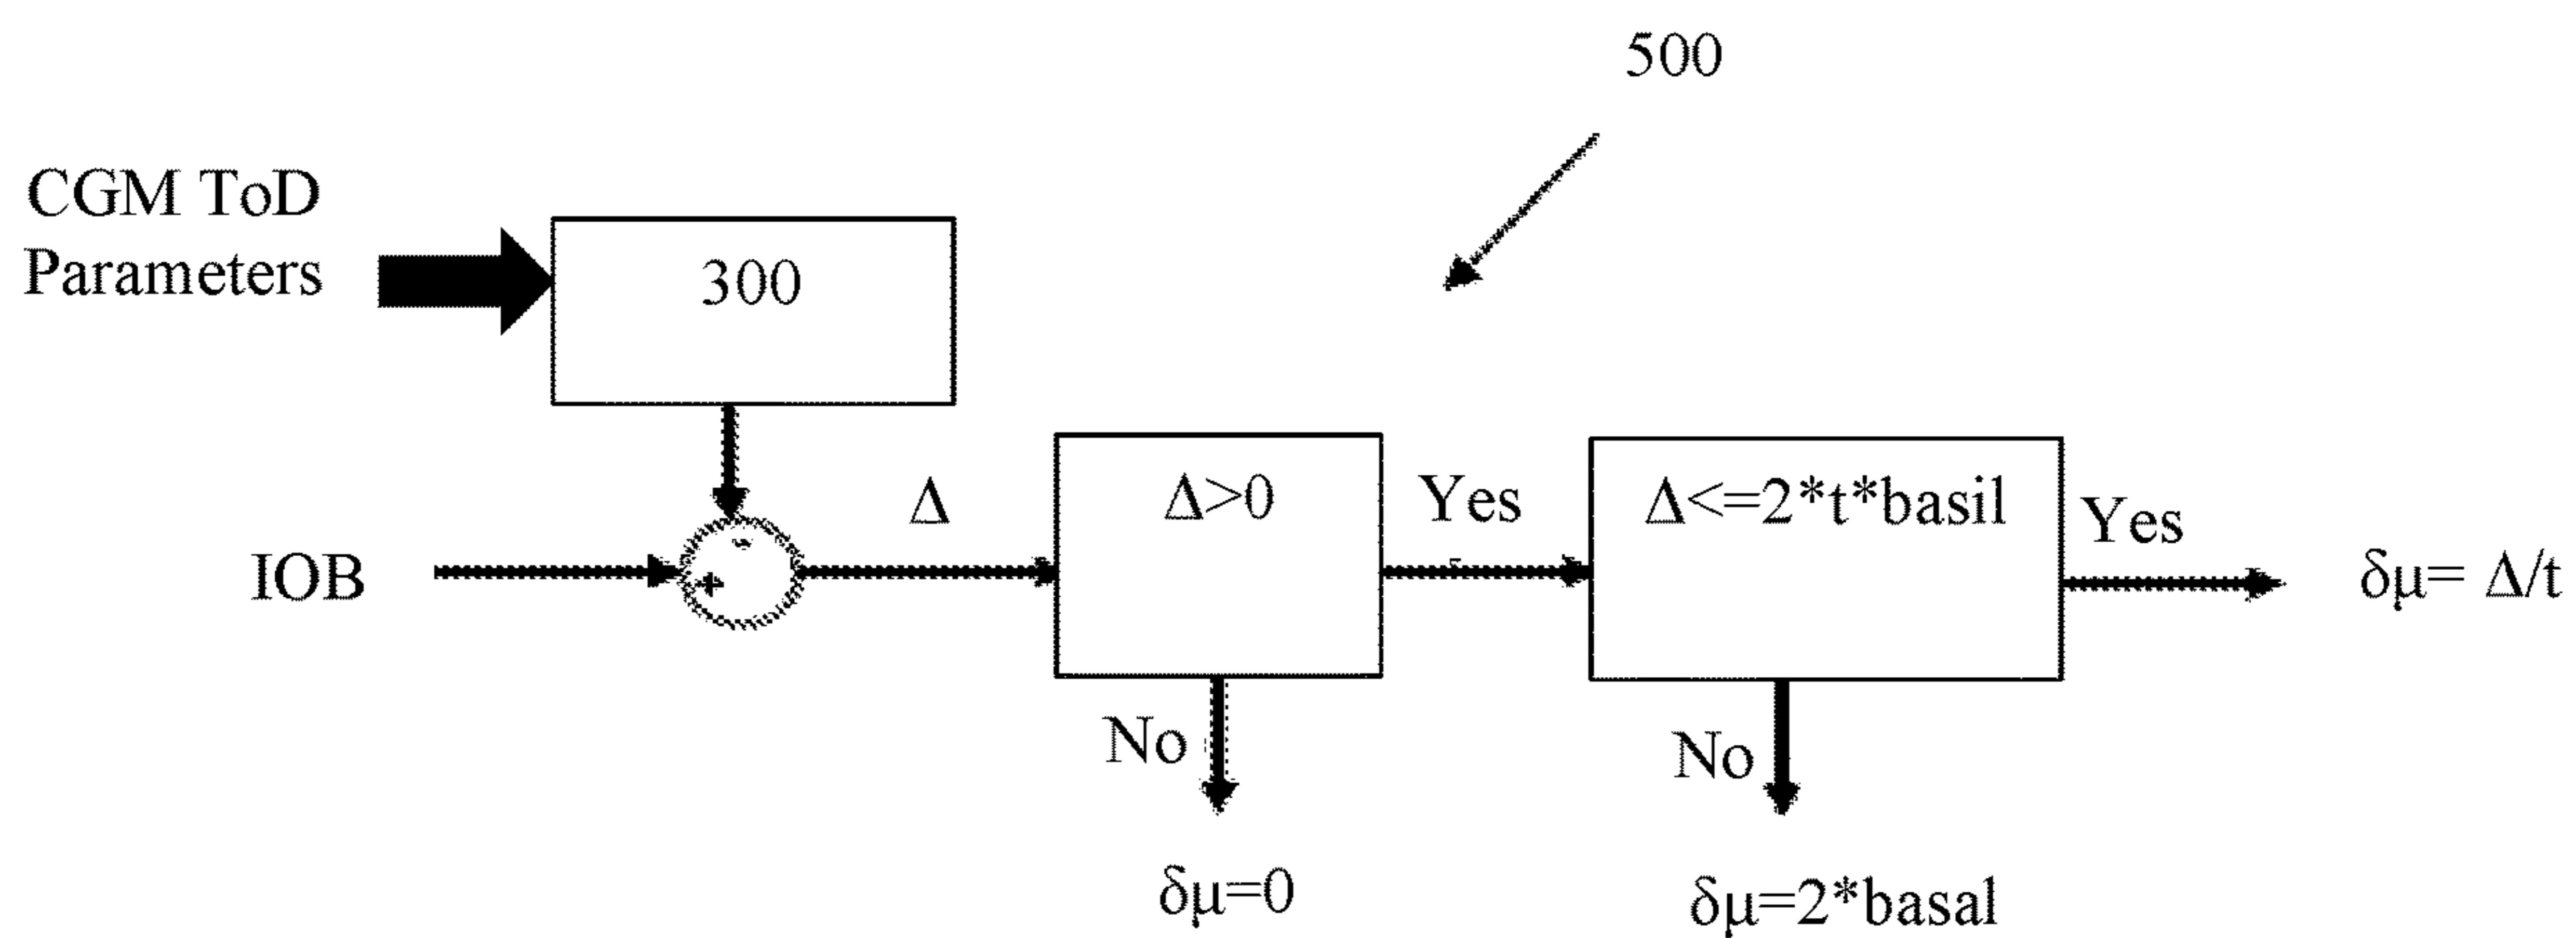 500
CGM ToD
Parameters
300
-
+
IOB
Δ
Δ>0
Yes
Δ<=2*t*basil
Yes
δμ= Δ/t
No
No
δμ=0
δμ=2*basal